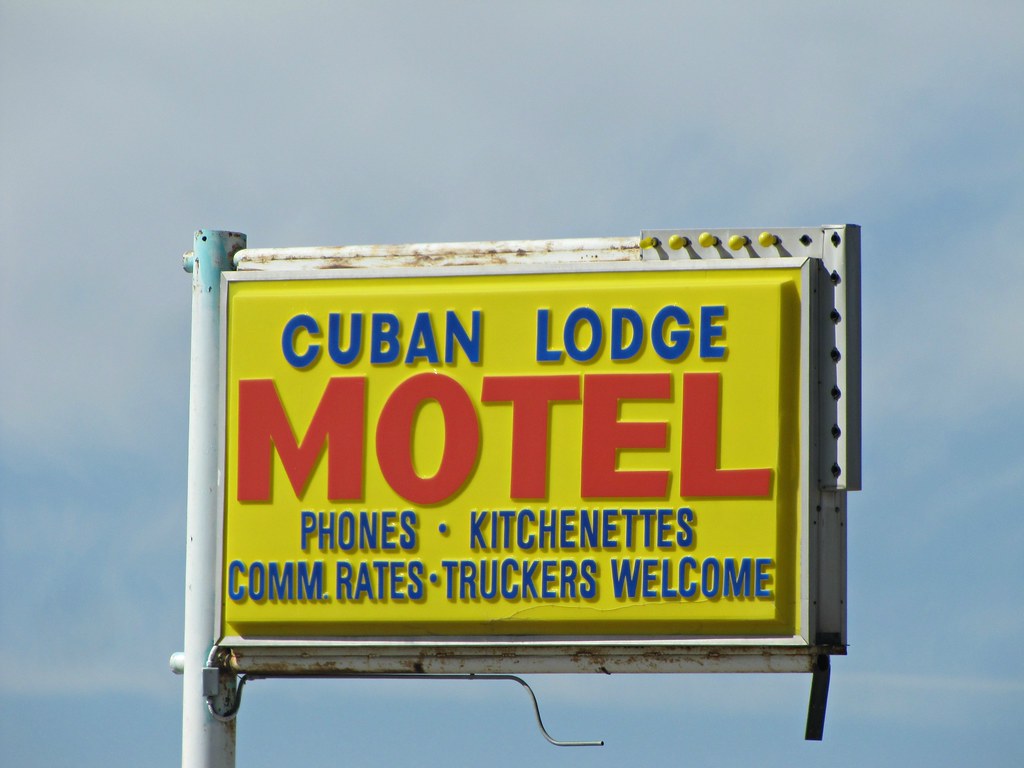 CUBAN LODGE
MOTEL
PHONES · KITCHENETTES
COMM. RATES · TRUCKERS WELCOME